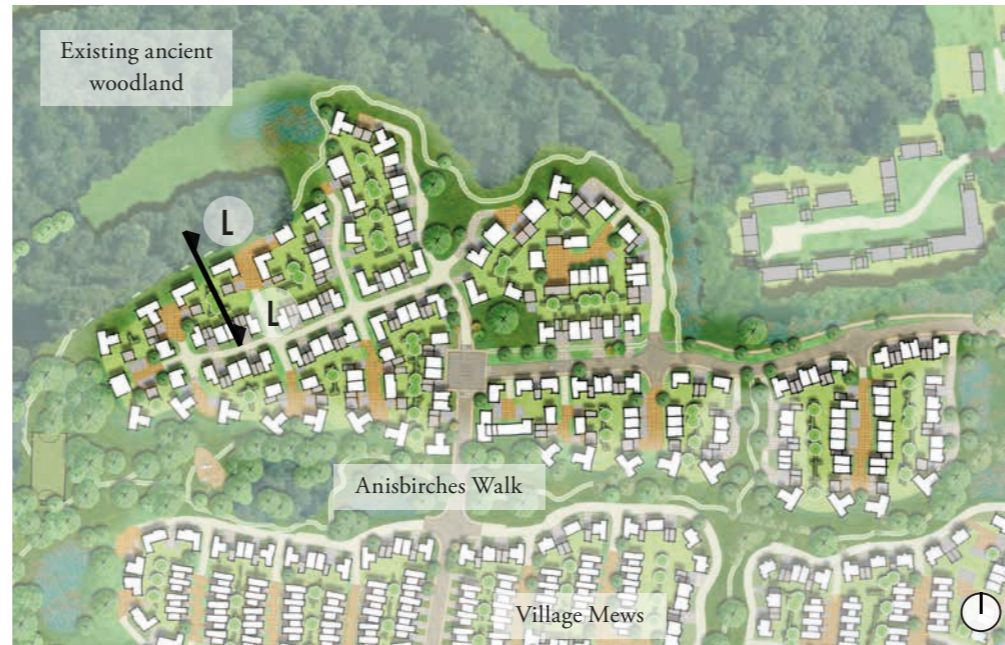 Existing ancient
woodland
L
L
Anisbirches Walk
Village Mews